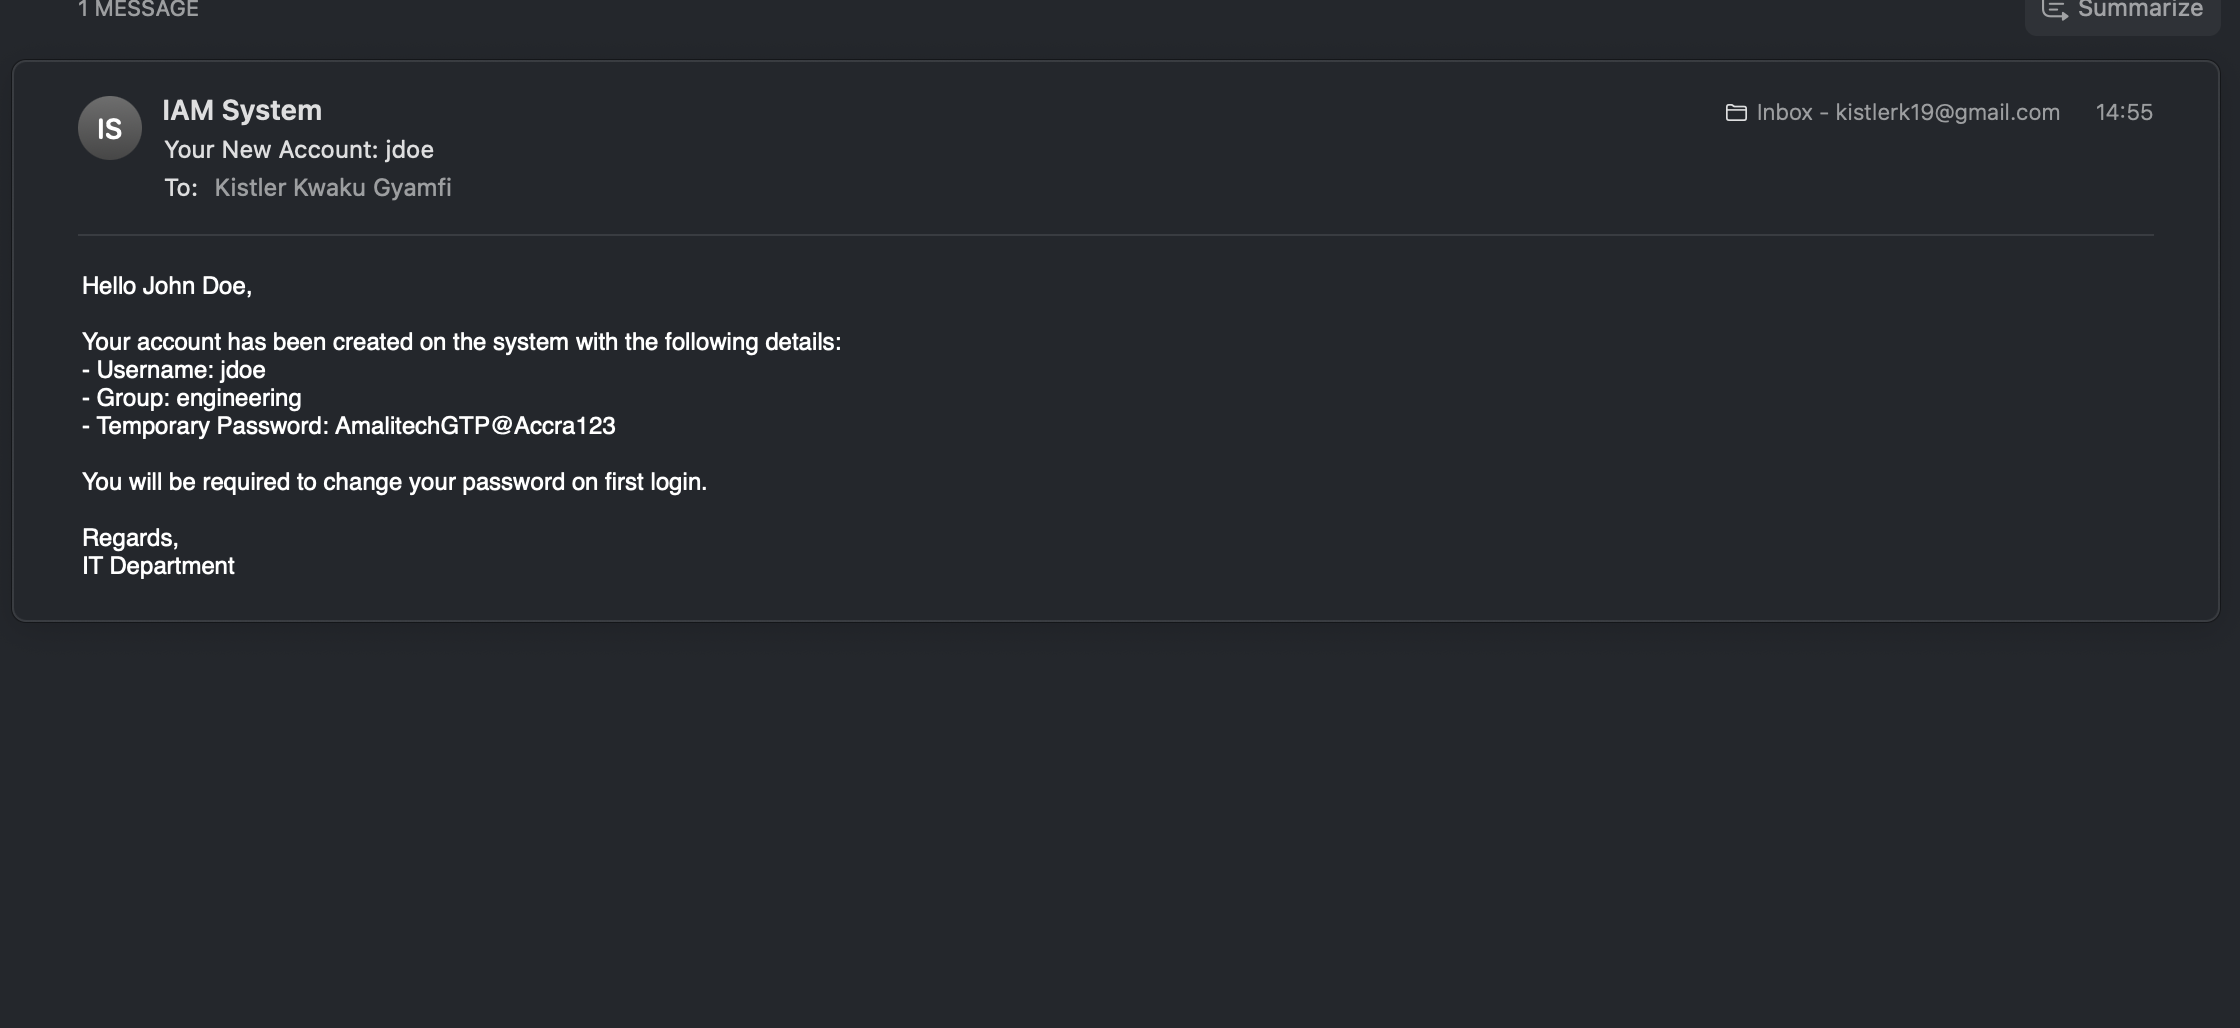 1 MESSAGE
Summarize
IS
IAM System
Inbox - kistlerk19@gmail.com
14:55
Your New Account: jdoe
To: Kistler Kwaku Gyamfi
Hello John Doe,
Your account has been created on the system with the following details:
- Username: jdoe
- Group: engineering
- Temporary Password: AmalitechGTP@Accra123
You will be required to change your password on first login.
Regards,
IT Department